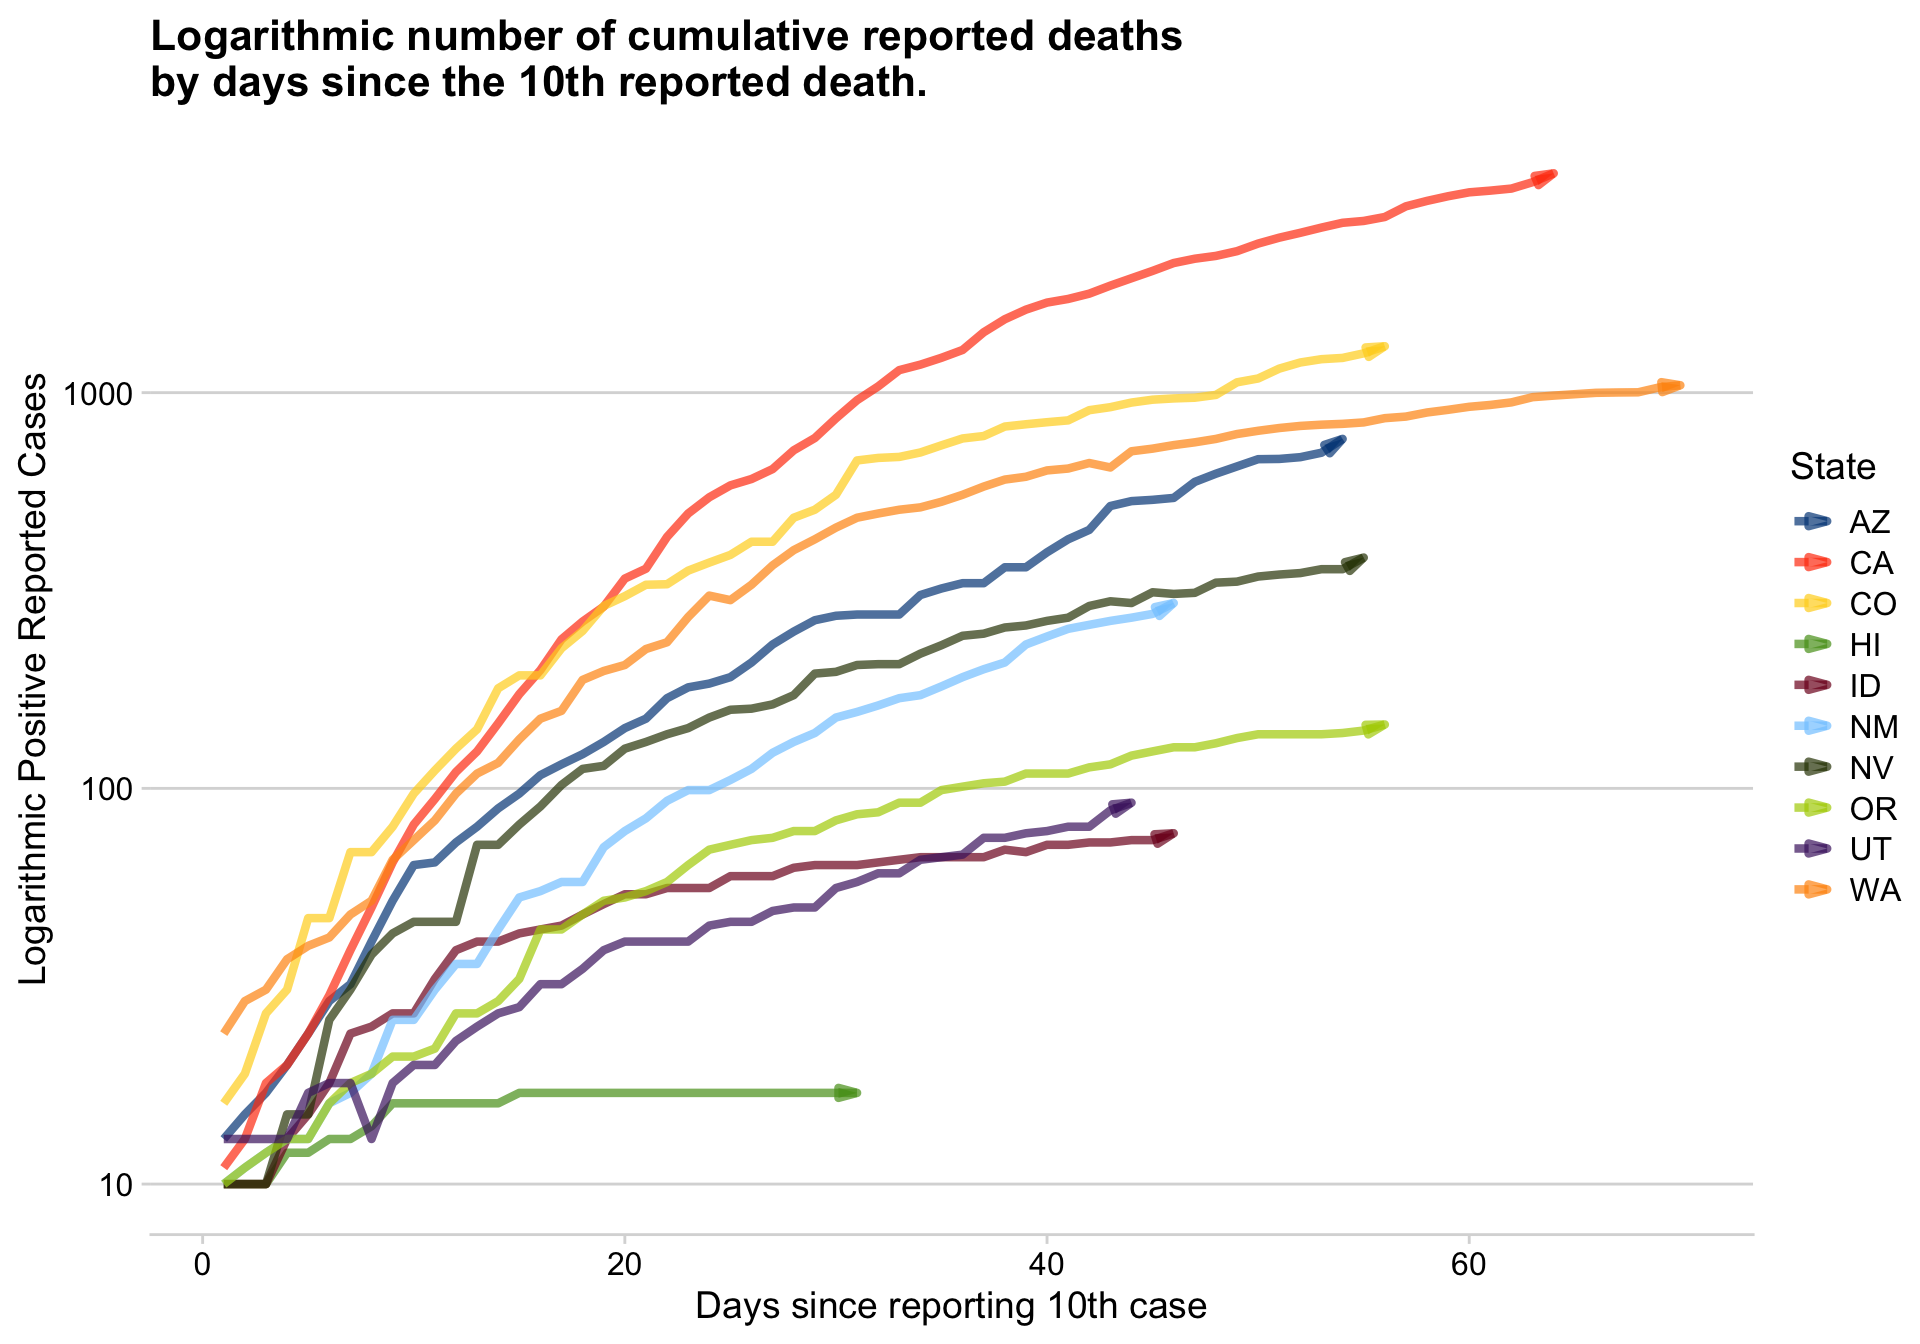 Logarithmic number of cumulative reported deaths
by days since the 10th reported death.
Logarithmic Positive Reported Cases
1000
100
10
0
20
40
60
Days since reporting 10th case
State
AZ
CA
CO
HI
ID
NM
NV
OR
UT
WA